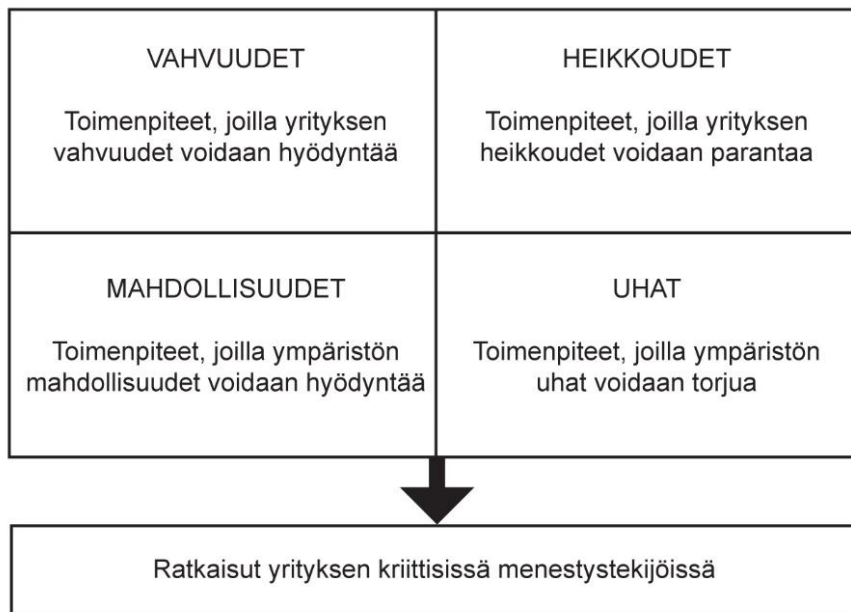 VAHVUUDET
Toimenpiteet, joilla yrityksen
vahvuudet voidaan hyödyntää
HEIKKOUDET
Toimenpiteet, joilla yrityksen
heikkoudet voidaan parantaa
MAHDOLLISUUDET
Toimenpiteet, joilla ympäristön
mahdollisuudet voidaan hyödyntää
UHAT
Toimenpiteet, joilla ympäristön
uhat voidaan torjua
Ratkaisut yrityksen kriittisissä menestystekijöissä